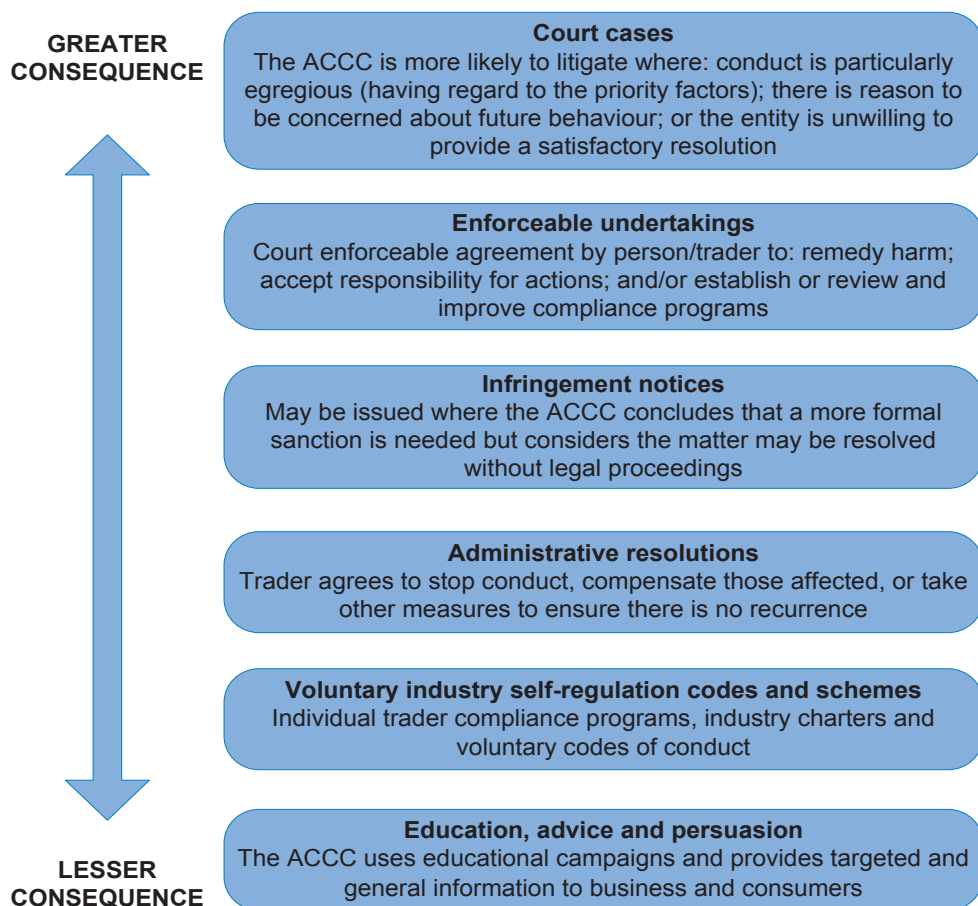 GREATER
CONSEQUENCE
Court cases
The ACCC is more likely to litigate where: conduct is particularly
egregious (having regard to the priority factors); there is reason to
be concerned about future behaviour; or the entity is unwilling to
provide a satisfactory resolution
Enforceable undertakings
Court enforceable agreement by person/trader to: remedy harm;
accept responsibility for actions; and/or establish or review and
improve compliance programs
Infringement notices
May be issued where the ACCC concludes that a more formal
sanction is needed but considers the matter may be resolved
without legal proceedings
Administrative resolutions
Trader agrees to stop conduct, compensate those affected, or take
other measures to ensure there is no recurrence
Voluntary industry self-regulation codes and schemes
Individual trader compliance programs, industry charters and
voluntary codes of conduct
Education, advice and persuasion
The ACCC uses educational campaigns and provides targeted and
general information to business and consumers
LESSER
CONSEQUENCE